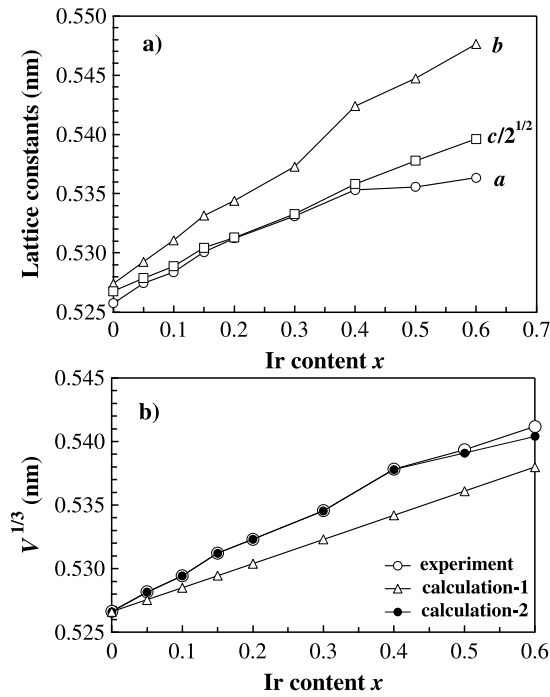 0.550
a)
b
0.545
0.540
c/2^{1/2}
0.535
a
0.530
0.525
0 0.1 0.2 0.3 0.4 0.5 0.6 0.7
Lattice constants (nm)
Ir content x
0.545
b)
0.540
0.535
0.530
0.525
experiment
calculation-1
calculation-2
0 0.1 0.2 0.3 0.4 0.5 0.6
V^{1/3} (nm)
Ir content x